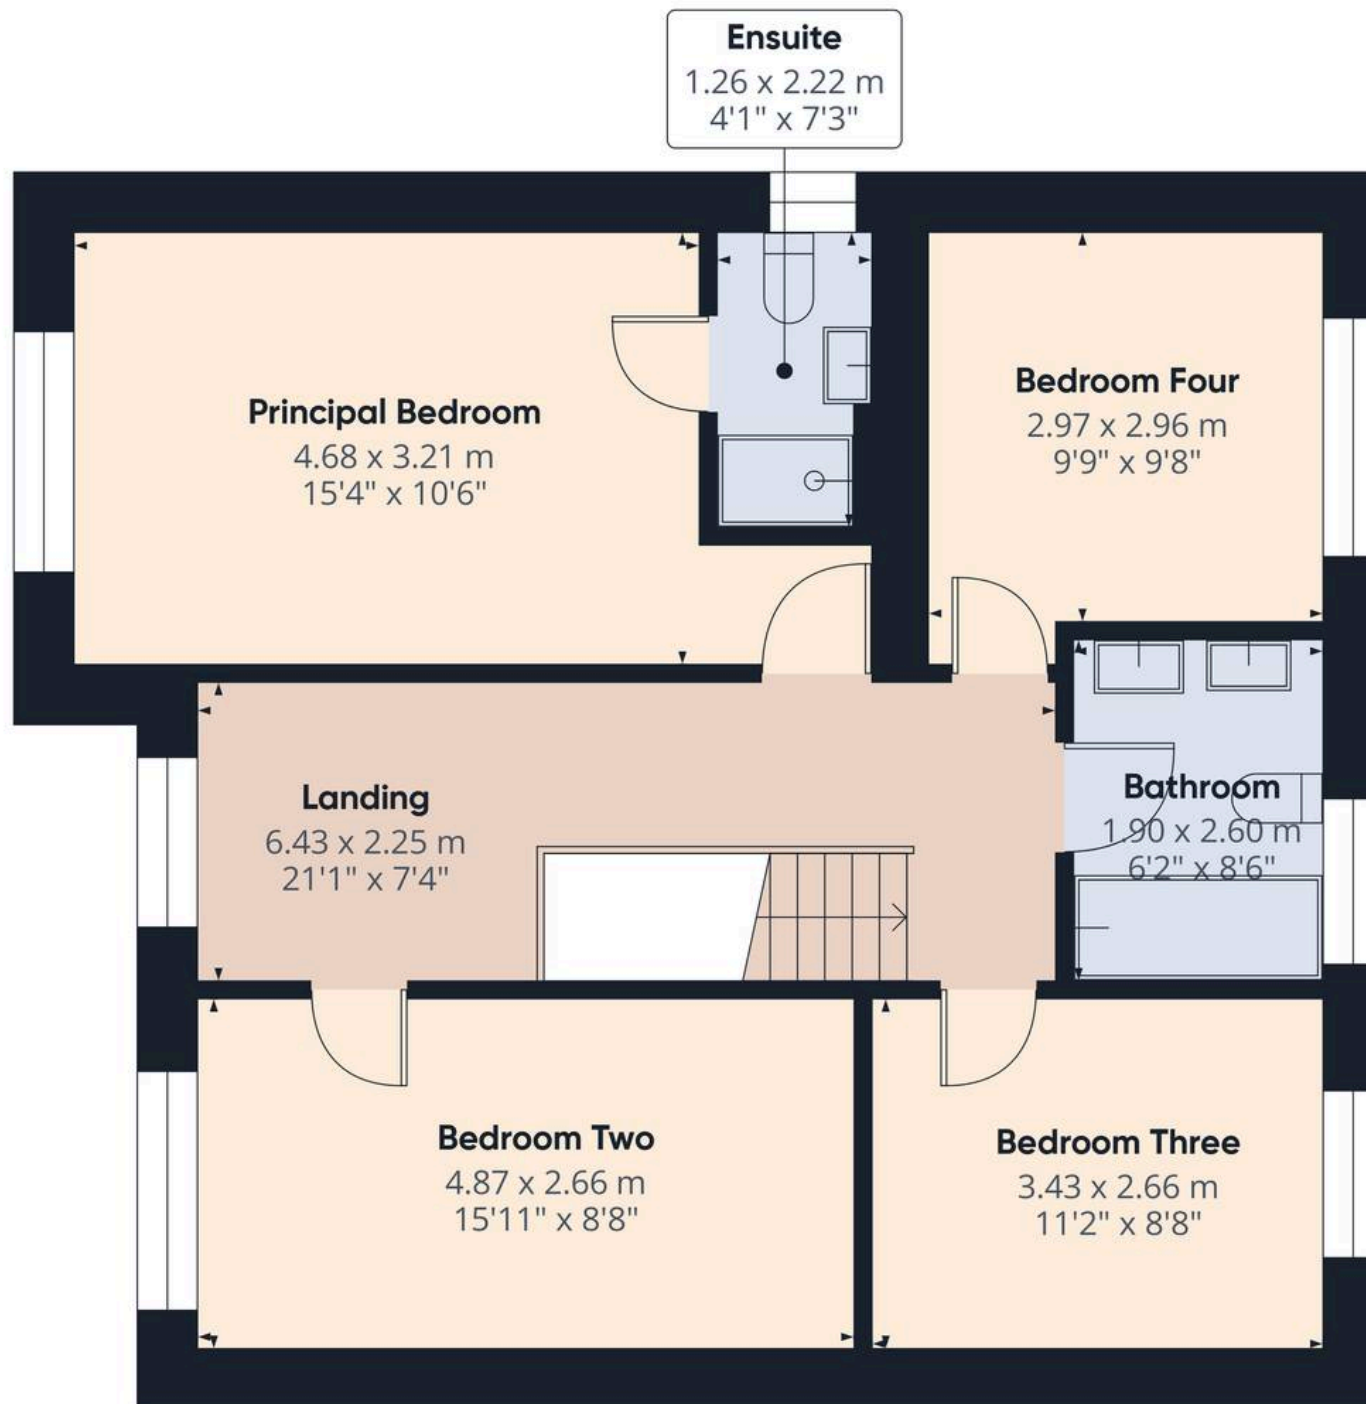 Ensuite
1.26 x 2.22 m
4'1" x 7'3"
Principal Bedroom
4.68 x 3.21 m
15'4" x 10'6"
Bedroom Four
2.97 x 2.96 m
9'9" x 9'8"
Landing
6.43 x 2.25 m
21'1" x 7'4"
Bathroom
1.90 x 2.60 m
6'2" x 8'6"
Bedroom Two
4.87 x 2.66 m
15'11" x 8'8"
Bedroom Three
3.43 x 2.66 m
11'2" x 8'8"